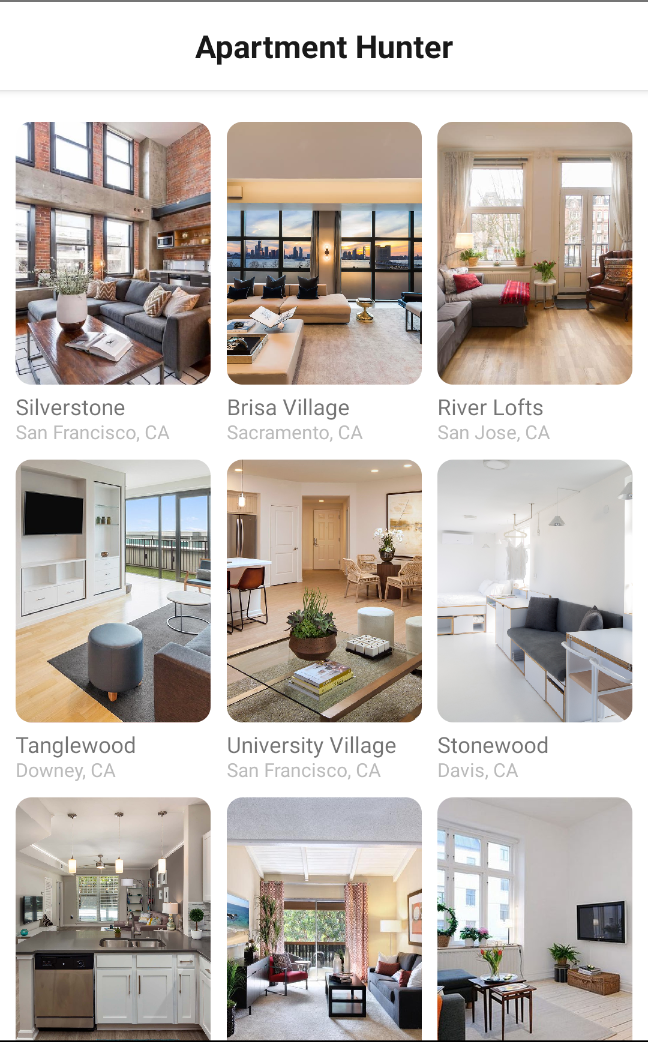 Apartment Hunter
Silverstone
San Francisco, CA
Brisa Village
Sacramento, CA
River Lofts
San Jose, CA
Tanglewood
Downey, CA
University Village
San Francisco, CA
Stonewood
Davis, CA